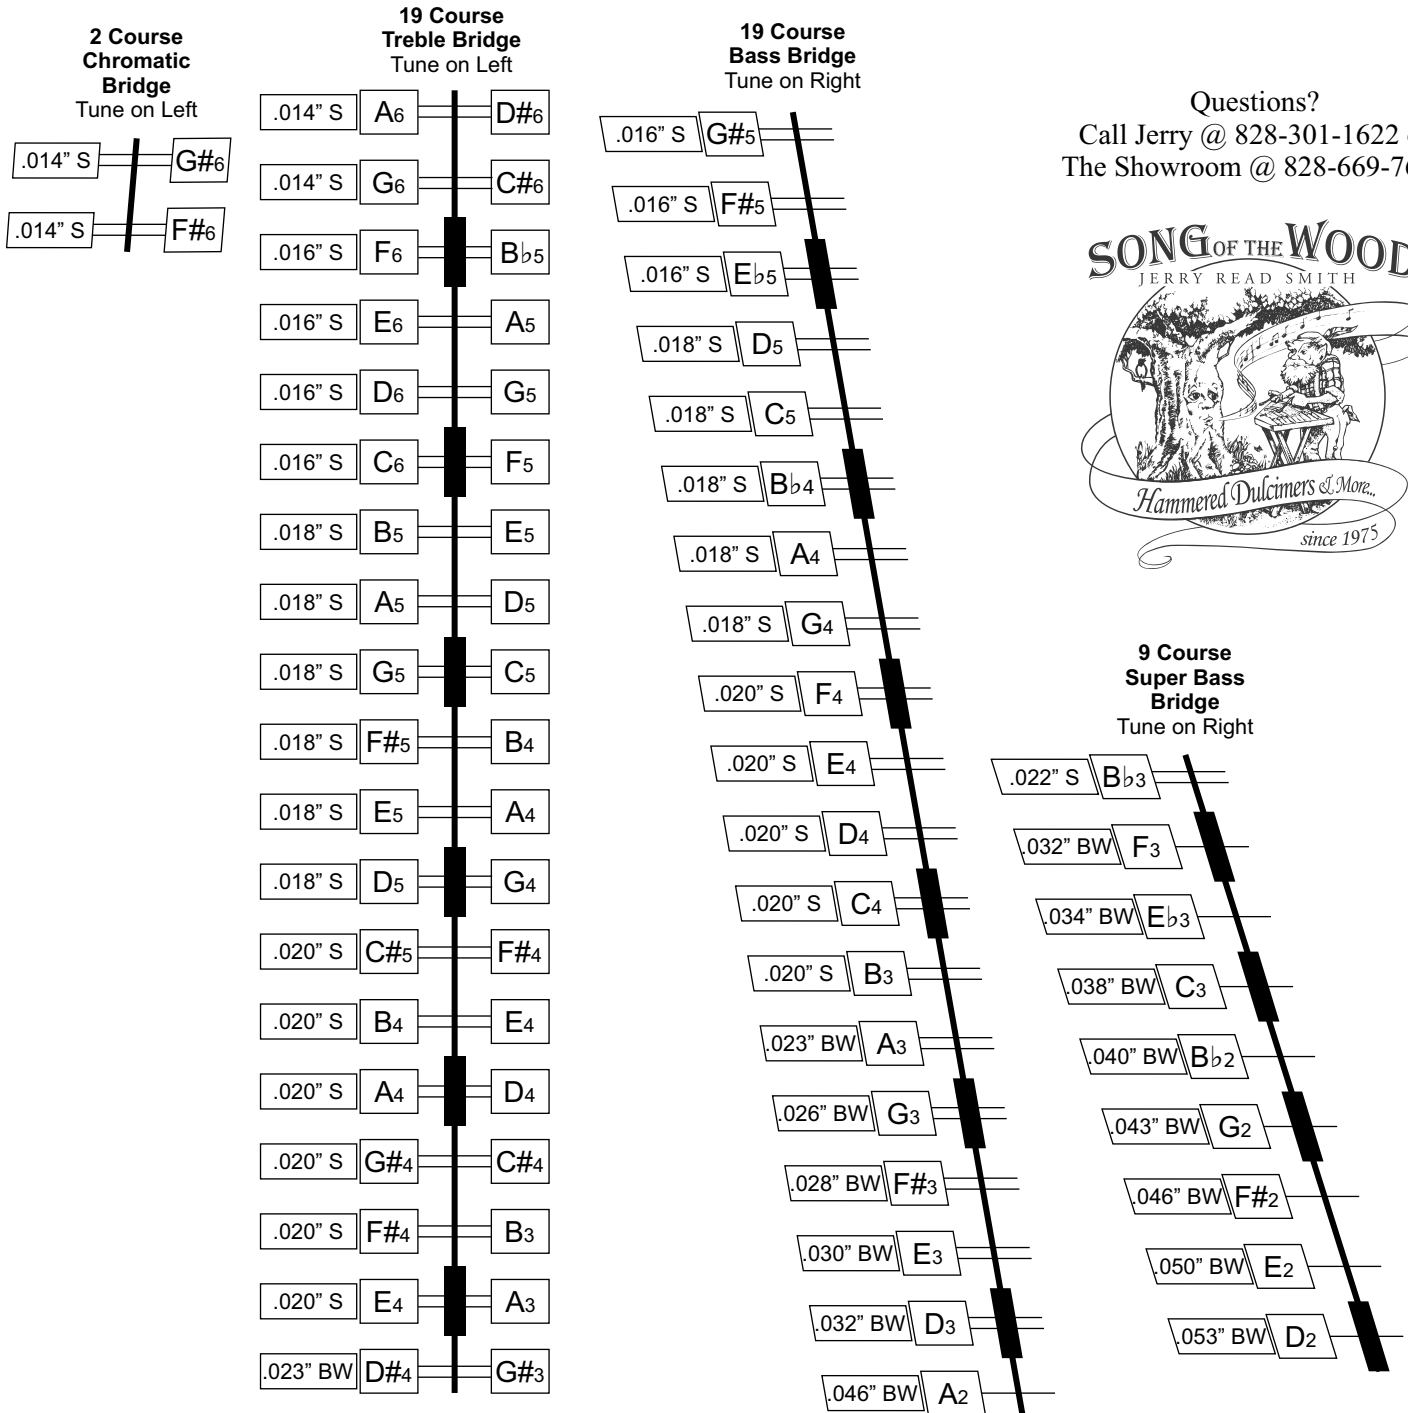 2 Course
Chromatic
Bridge
Tune on Left
.014” S G#6
.014” S F#6
19 Course
Treble Bridge
Tune on Left
.014” S A6 D#6
.014” S G6 C#6
.016” S F6 B♭5
.016” S E6 A5
.016” S D6 G5
.016” S C6 F5
.018” S B5 E5
.018” S A5 D5
.018” S G5 C5
.018” S F#5 B4
.018” S E5 A4
.018” S D5 G4
.020” S C#5 F#4
.020” S B4 E4
.020” S A4 D4
.020” S G#4 C#4
.020” S F#4 B3
.020” S E4 A3
.023” BW D#4 G#3
19 Course
Bass Bridge
Tune on Right
.016” S G#5
.016” S F#5
.016” S E♭5
.018” S D5
.018” S C5
.018” S B♭4
.018” S A4
.018” S G4
.020” S F4
.020” S E4
.020” S D4
.020” S C4
.020” S B3
.023” BW A3
.026” BW G3
.028” BW F#3
.030” BW E3
.032” BW D3
.046” BW A2
Questions?
Call Jerry @ 828-301-1622
The Showroom @ 828-669-76
SONG OF THE WOOD
JERRY READ SMITH
Hammered Dulcimers & More...
since 1975
9 Course
Super Bass
Bridge
Tune on Right
.022” S B♭3
.032” BW F3
.034” BW E♭3
.038” BW C3
.040” BW B♭2
.043” BW G2
.046” BW F#2
.050” BW E2
.053” BW D2